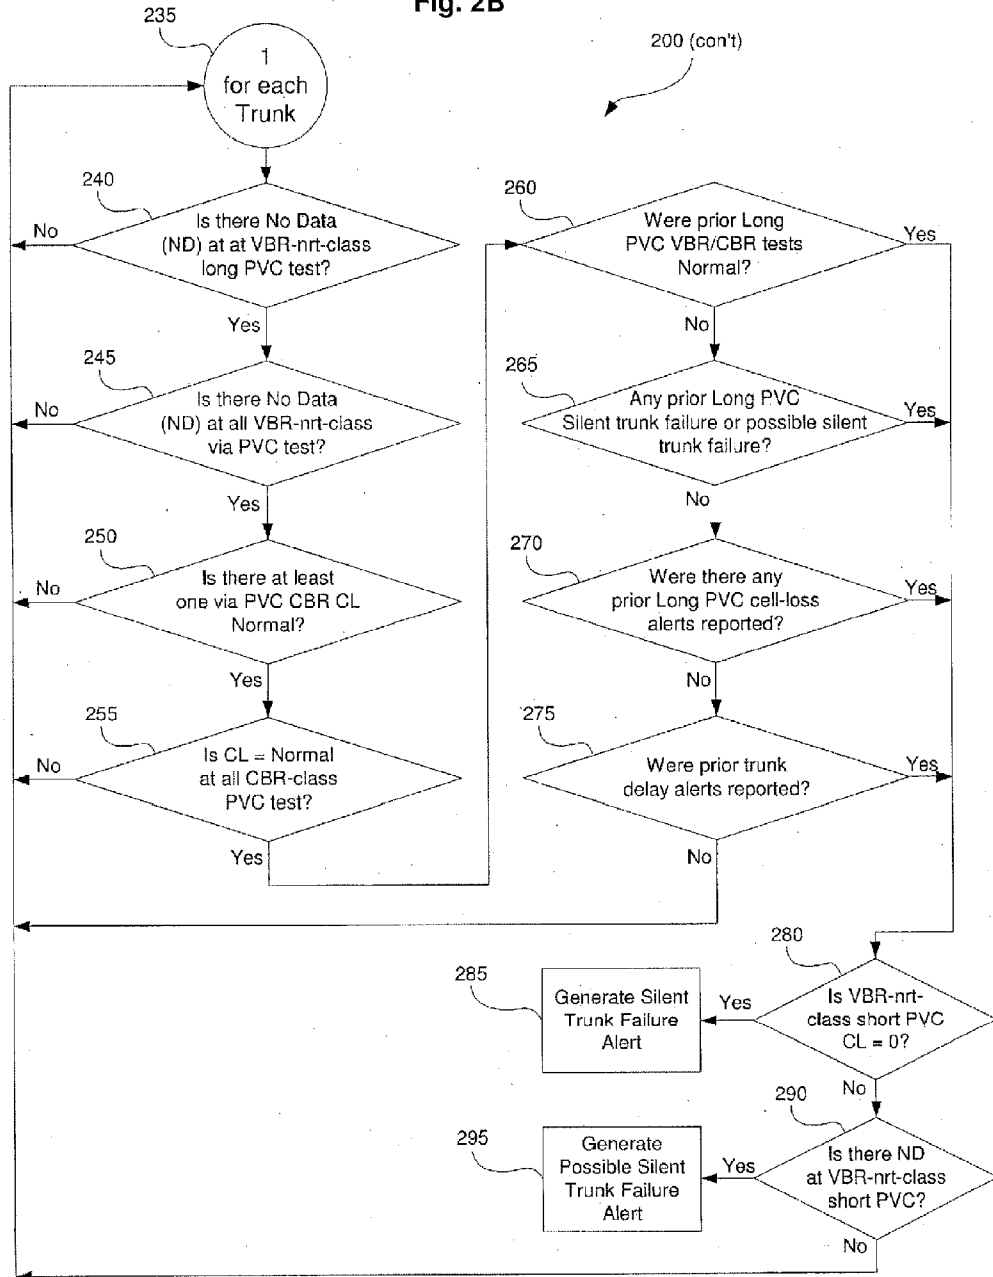 Fig. 2B
235
200 (con't)
1
for each
Trunk
240
Is there No Data
(ND) at at VBR-nrt-class
long PVC test?
No
Yes
245
Is there No Data
(ND) at all VBR-nrt-class
via PVC test?
No
Yes
250
Is there at least
one via PVC CBR CL
Normal?
No
Yes
255
Is CL = Normal
at all CBR-class
PVC test?
No
Yes
260
Were prior Long
PVC VBR/CBR tests
Normal?
Yes
No
265
Any prior Long PVC
Silent trunk failure or possible silent
trunk failure?
Yes
No
270
Were there any
prior Long PVC cell-loss
alerts reported?
Yes
No
275
Were prior trunk
delay alerts reported?
Yes
No
280
Is VBR-nrt-
class short PVC
CL = 0?
Yes
No
285
Generate Silent
Trunk Failure
Alert
290
Is there ND
at VBR-nrt-class
short PVC?
Yes
No
295
Generate
Possible Silent
Trunk Failure
Alert